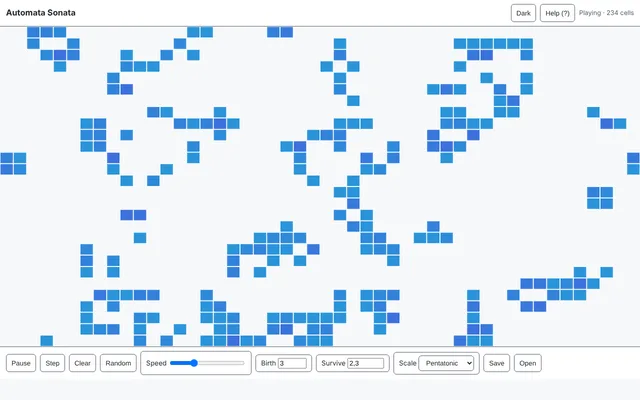 Automata Sonata
Dark
Help (?)
Playing · 234 cells
Pause
Step
Clear
Random
Speed
Birth 3
Survive 2,3
Scale Pentatonic
Save
Open